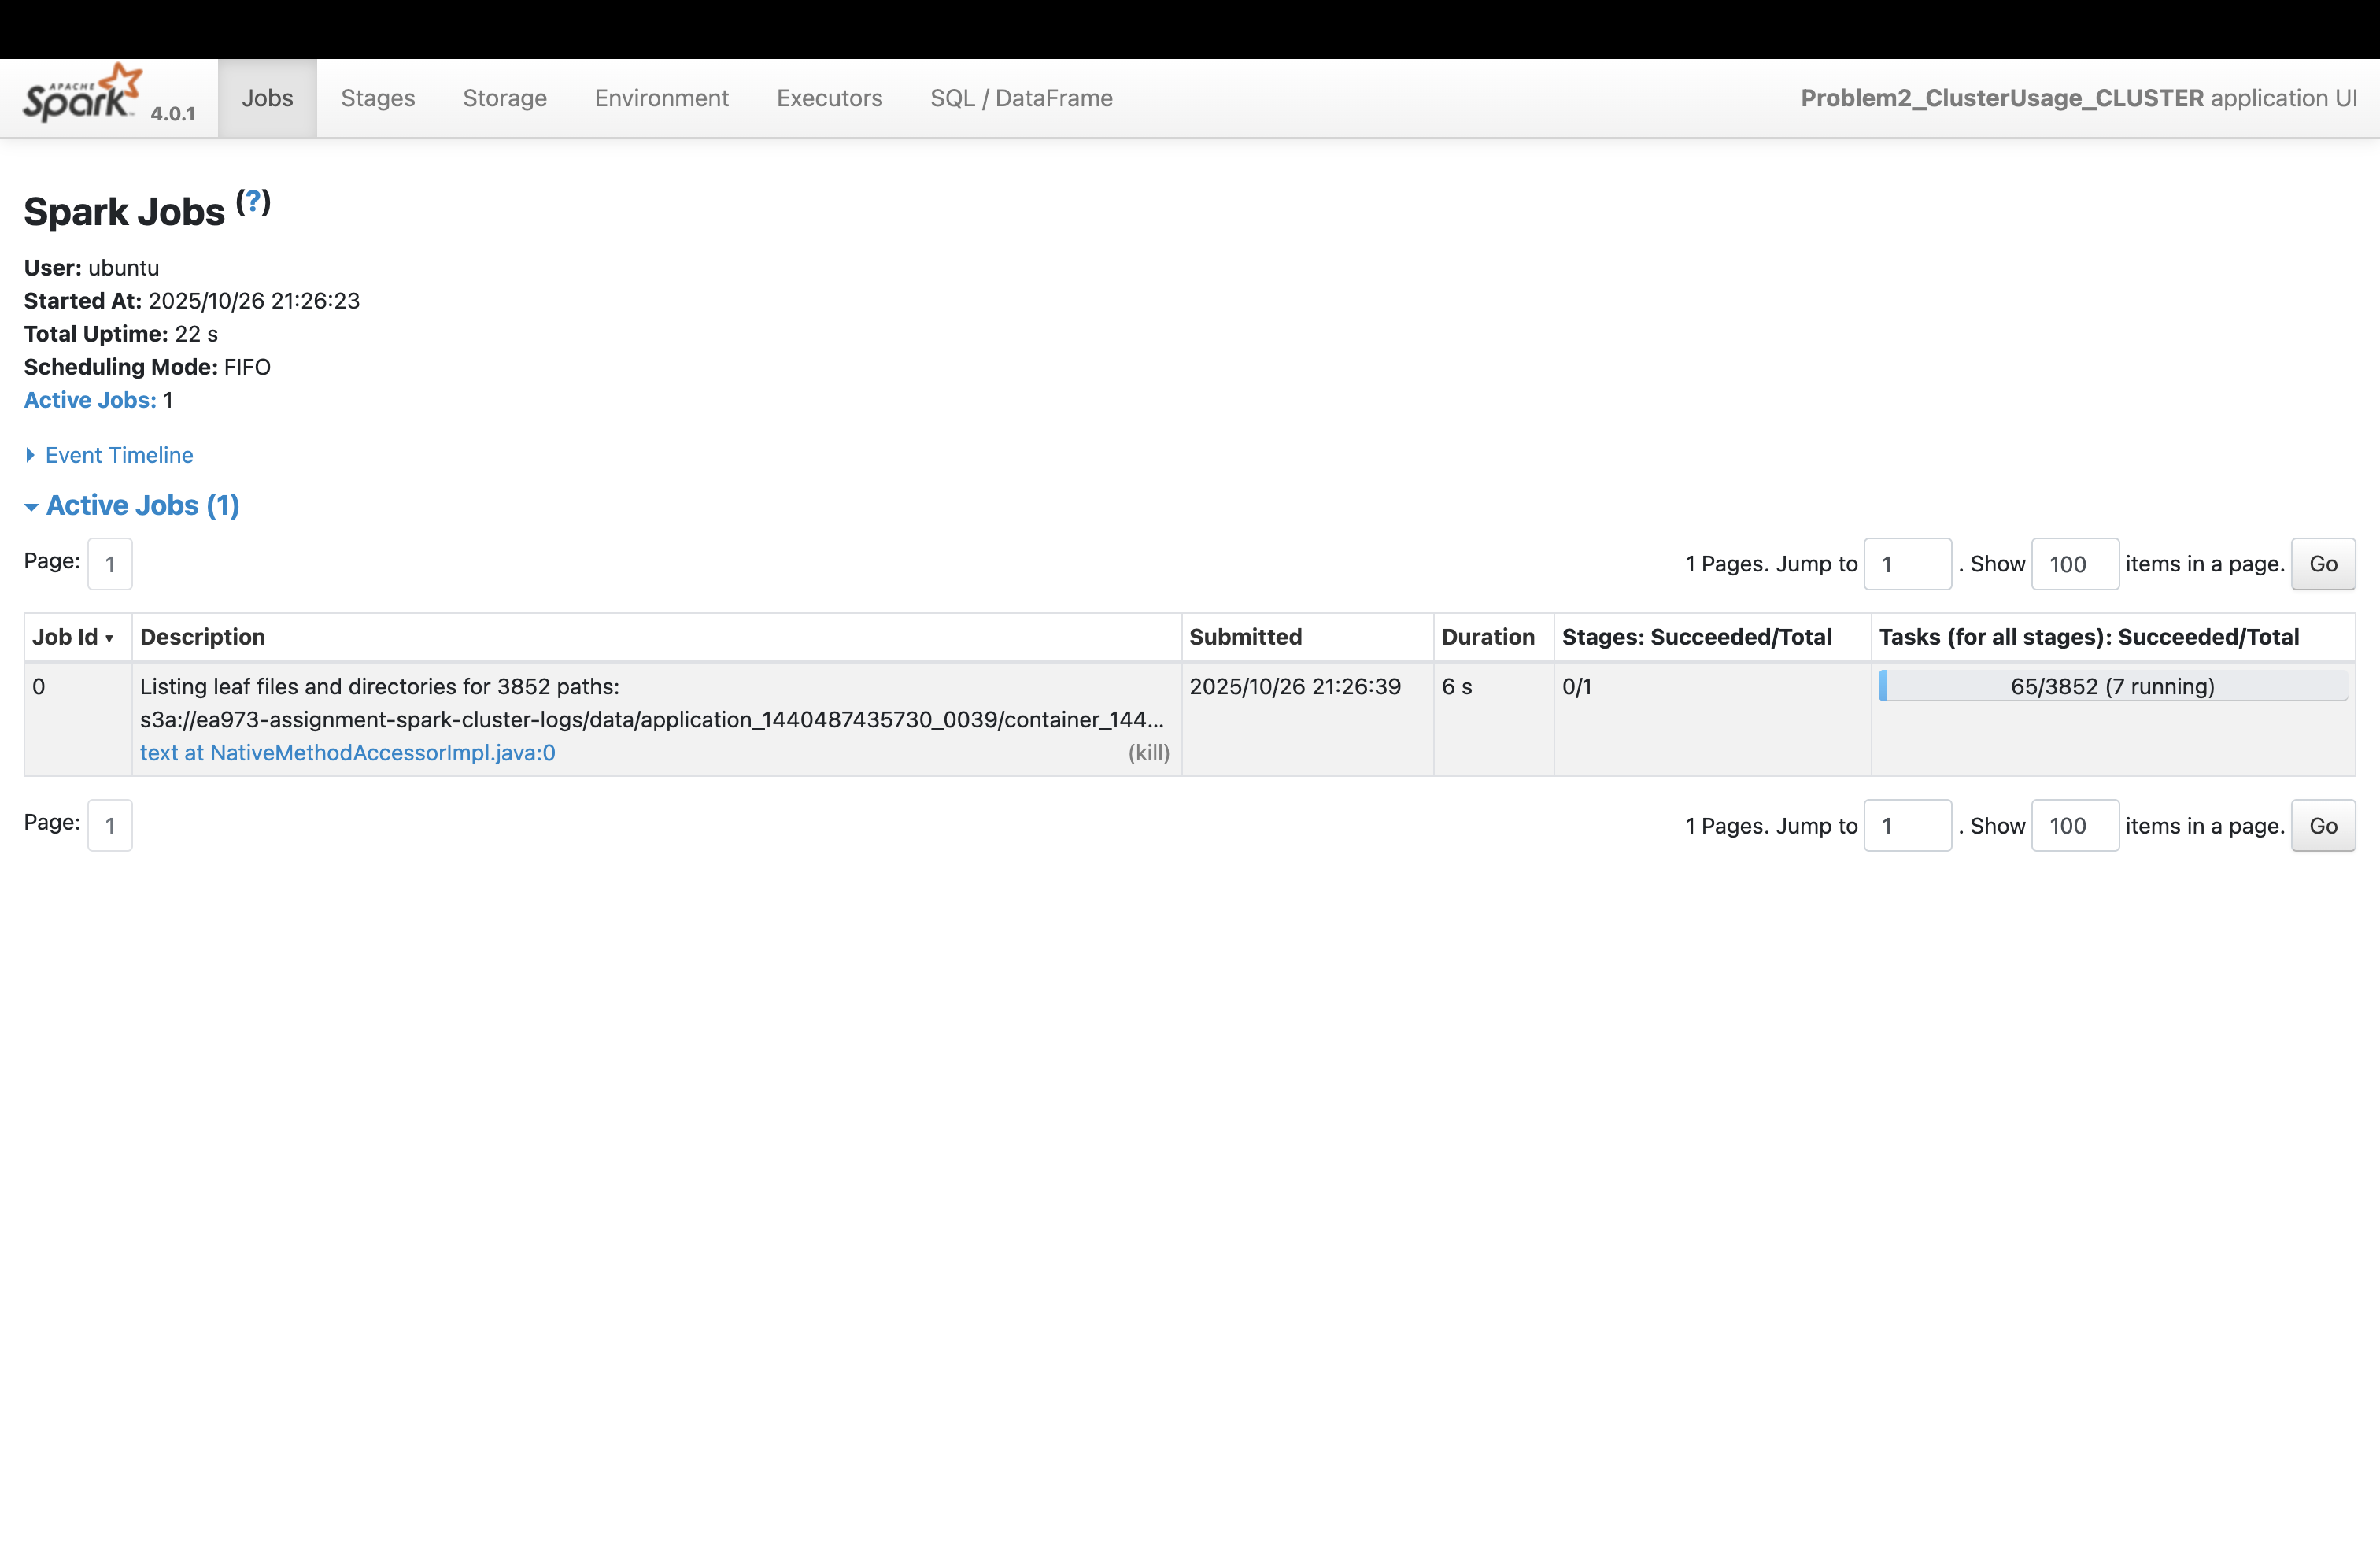 APACHE Spark 4.0.1 Jobs Stages Storage Environment Executors SQL / DataFrame Problem2_ClusterUsage_CLUSTER application UI
Spark Jobs (?)
User: ubuntu
Started At: 2025/10/26 21:26:23
Total Uptime: 22 s
Scheduling Mode: FIFO
Active Jobs: 1
Event Timeline
Active Jobs (1)
Page: 1 1 Pages. Jump to 1 . Show 100 items in a page. Go
Job Id ▾ Description Submitted Duration Stages: Succeeded/Total Tasks (for all stages): Succeeded/Total
0 Listing leaf files and directories for 3852 paths: 2025/10/26 21:26:39 6 s 0/1 65/3852 (7 running)
s3a://ea973-assignment-spark-cluster-logs/data/application_1440487435730_0039/container_144...
text at NativeMethodAccessorImpl.java:0 (kill)
Page: 1 1 Pages. Jump to 1 . Show 100 items in a page. Go